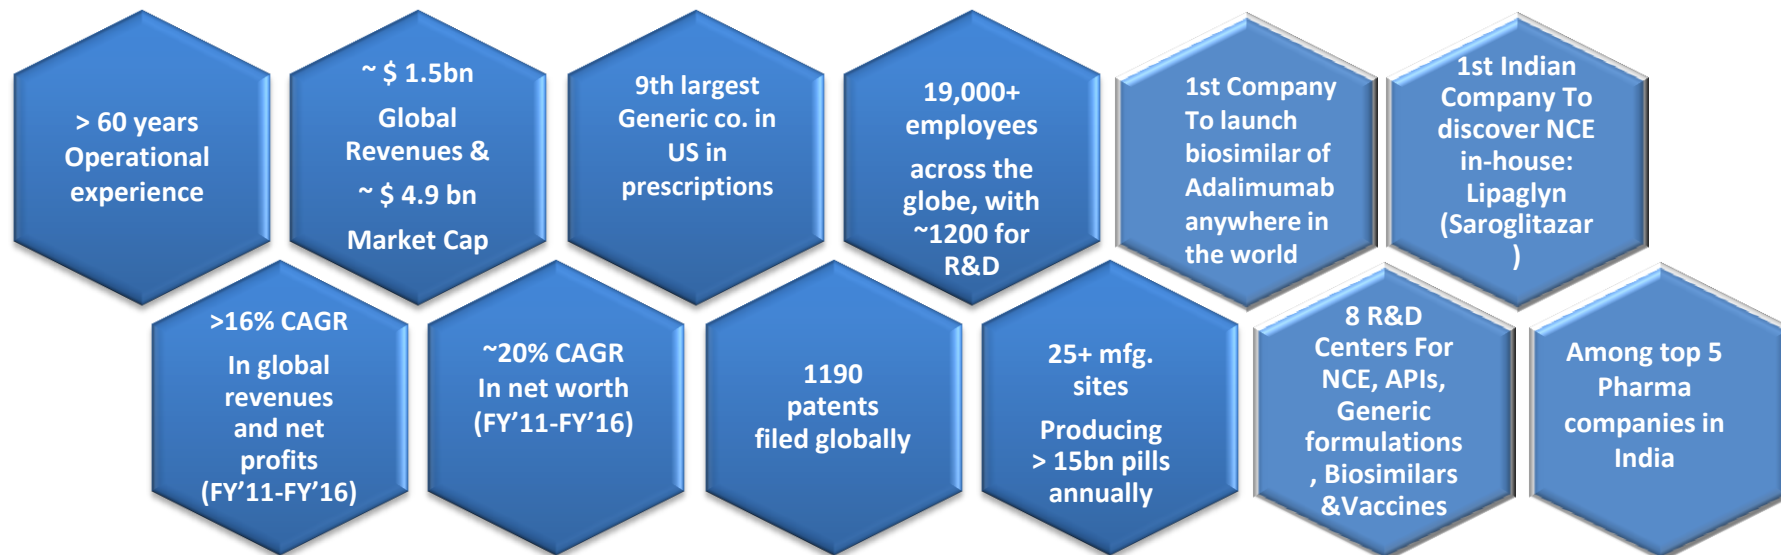 > 60 years
Operational
experience
~ $ 1.5bn
Global
Revenues &
~ $ 4.9 bn
Market Cap
9th largest
Generic co. in
US in
prescriptions
19,000+
employees
across the
globe, with
~1200 for
R&D
1st Company
To launch
biosimilar of
Adalimumab
anywhere in
the world
1st Indian
Company To
discover NCE
in-house:
Lipaglyn
(Saroglitazar
)
>16% CAGR
In global
revenues
and net
profits
(FY’11-FY’16)
~20% CAGR
In net worth
(FY’11-FY’16)
1190
patents
filed globally
25+ mfg.
sites
Producing
> 15bn pills
annually
8 R&D
Centers For
NCE, APIs,
Generic
formulations
, Biosimilars
&Vaccines
Among top 5
Pharma
companies in
India